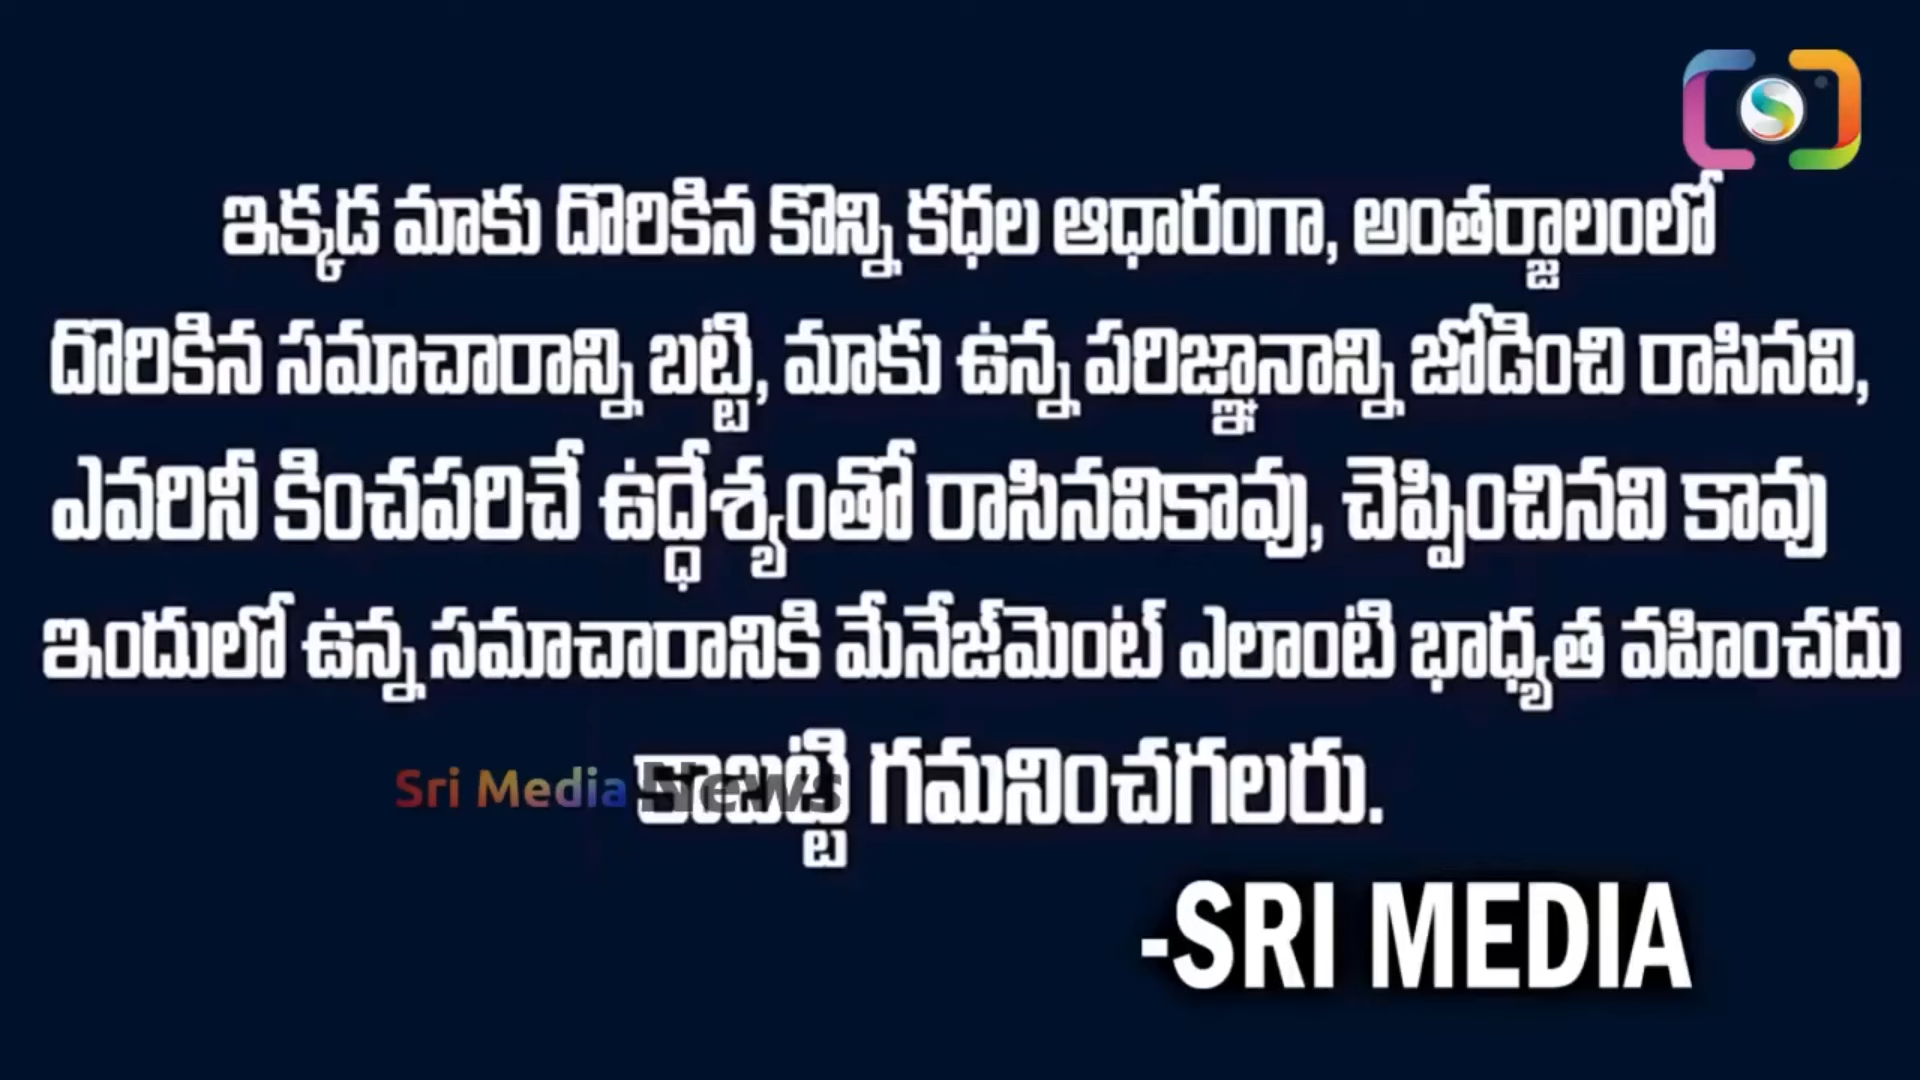 ఇక్కడ మాకు దొరికిన కొన్ని కధల ఆధారంగా, అంతర్జాలంలో
దొరికిన సమాచారాన్ని బట్టి, మాకు ఉన్న పరిజ్ఞానాన్ని జోడించి రాసినవి,
ఎవరినీ కించపరిచే ఉద్ధేశ్యంతో రాసినవికావు, చెప్పించినవి కావు
ఇందులో ఉన్న సమాచారానికి మేనేజ్‌మెంట్ ఎలాంటి భాధ్యత వహించదు
కాబట్టి గమనించగలరు.
Sri Media News
-SRI MEDIA